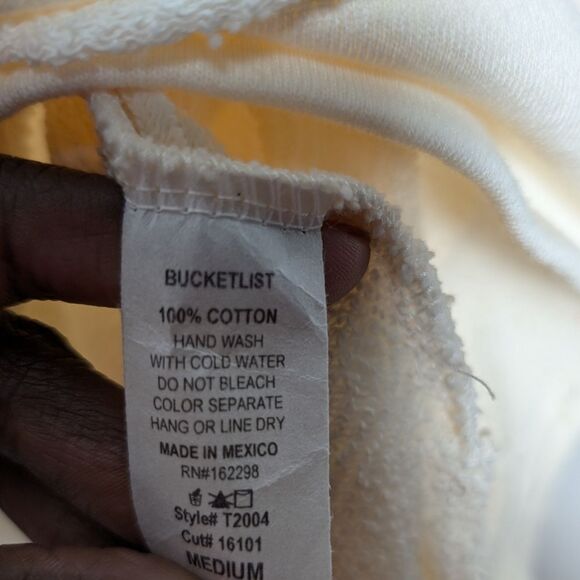 BUCKETLIST
100% COTTON
HAND WASH
WITH COLD WATER
DO NOT BLEACH
COLOR SEPARATE
HANG OR LINE DRY
MADE IN MEXICO
RN#162298
Style# T2004
Cut# 16101
MEDIUM